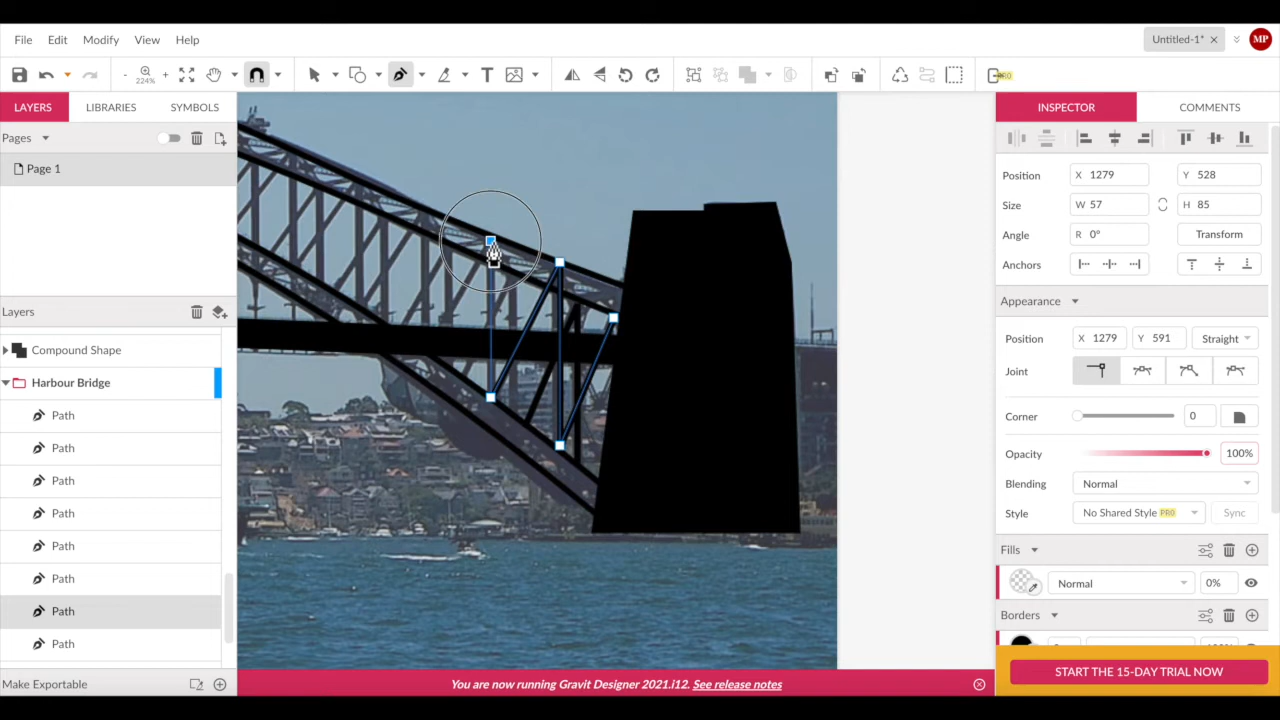 File Edit Modify View Help
Untitled-1*
MP
224%
PRO
LAYERS LIBRARIES SYMBOLS
INSPECTOR COMMENTS
Pages
Page 1
Layers
Compound Shape
Harbour Bridge
Path
Path
Path
Path
Path
Path
Path
Path
Make Exportable
Position X 1279 Y 528
Size W 57 H 85
Angle R 0° Transform
Anchors
Appearance
Position X 1279 Y 591 Straight
Joint
Corner 0
Opacity 100%
Blending Normal
Style No Shared Style PRO Sync
Fills
Normal 0%
Borders
START THE 15-DAY TRIAL NOW
You are now running Gravit Designer 2021.i12. See release notes